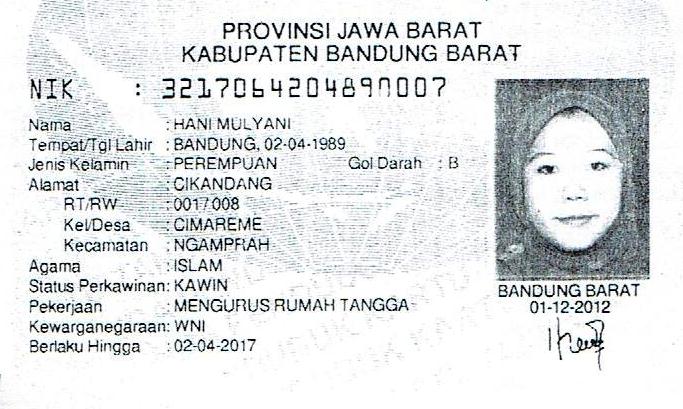 PROVINSI JAWA BARAT
KABUPATEN BANDUNG BARAT
NIK : 3217064204890007
Nama : HANI MULYANI
Tempat/Tgl Lahir : BANDUNG, 02-04-1989
Jenis Kelamin : PEREMPUAN Gol Darah : B
Alamat : CIKANDANG
RT/RW : 001/008
Kel/Desa : CIMAREME
Kecamatan : NGAMPRAH
Agama : ISLAM
Status Perkawinan: KAWIN
Pekerjaan : MENGURUS RUMAH TANGGA
Kewarganegaraan: WNI
Berlaku Hingga : 02-04-2017
BANDUNG BARAT
01-12-2012